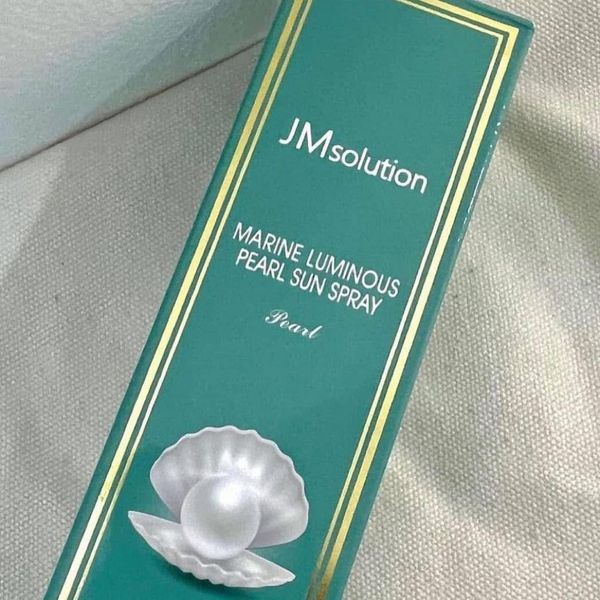 JMsolution
MARINE LUMINOUS
PEARL SUN SPRAY
Pearl